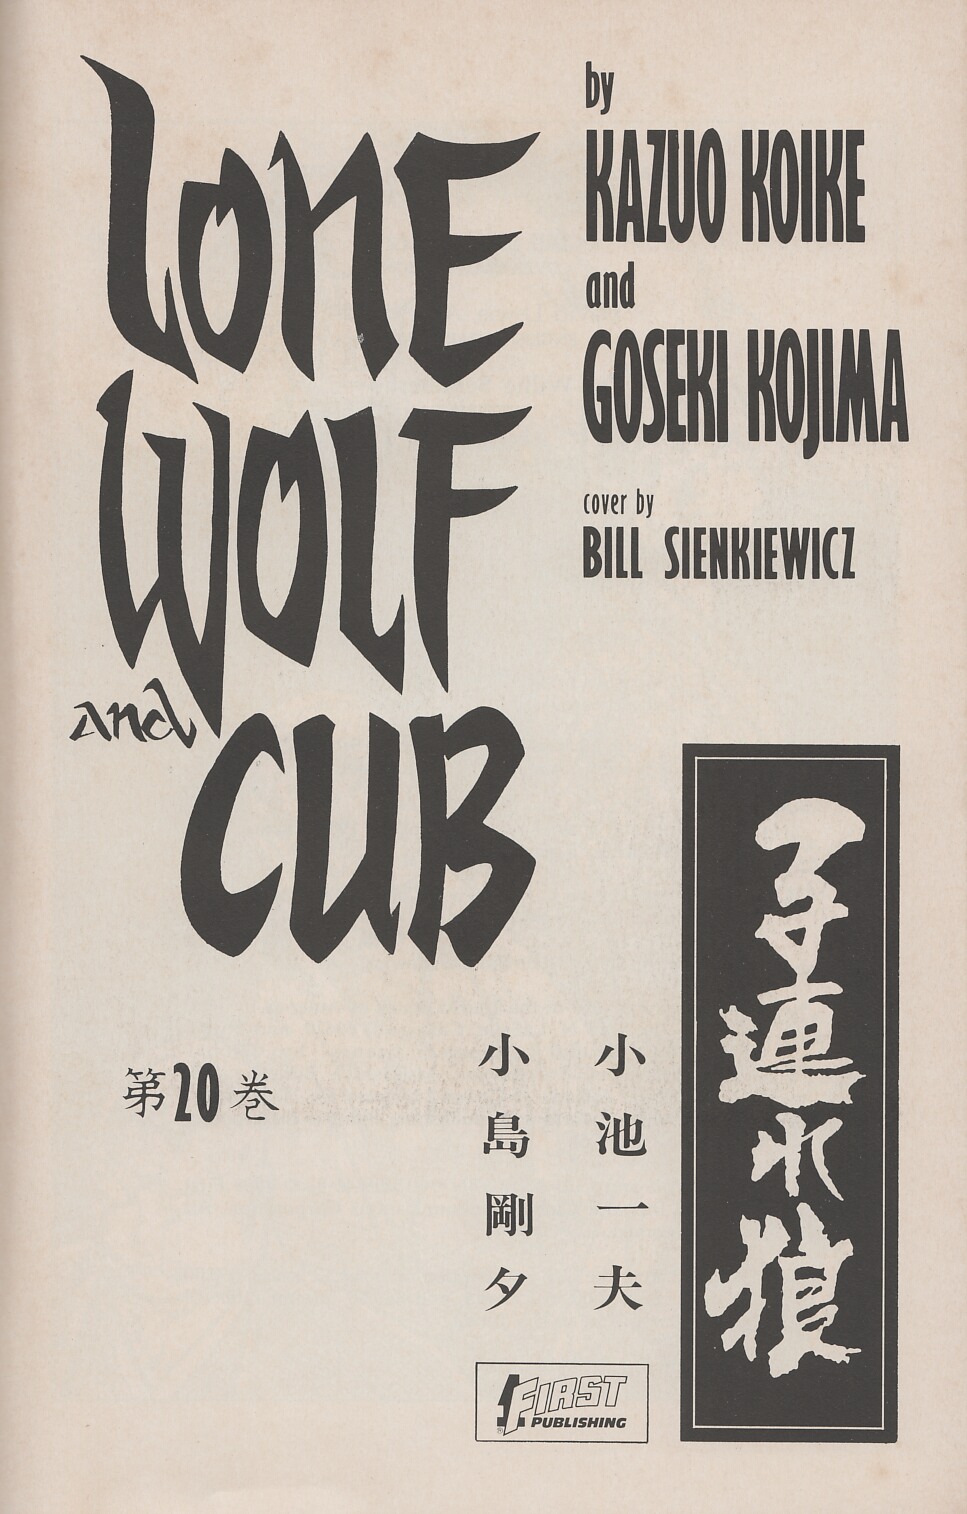 LONE
WOLF
and
CUB
by
KAZUO KOIKE
and
GOSEKI KOJIMA
cover by
BILL SIENKIEWICZ
子連れ狼
小池一夫
小島剛夕
第20巻
1 FIRST
PUBLISHING